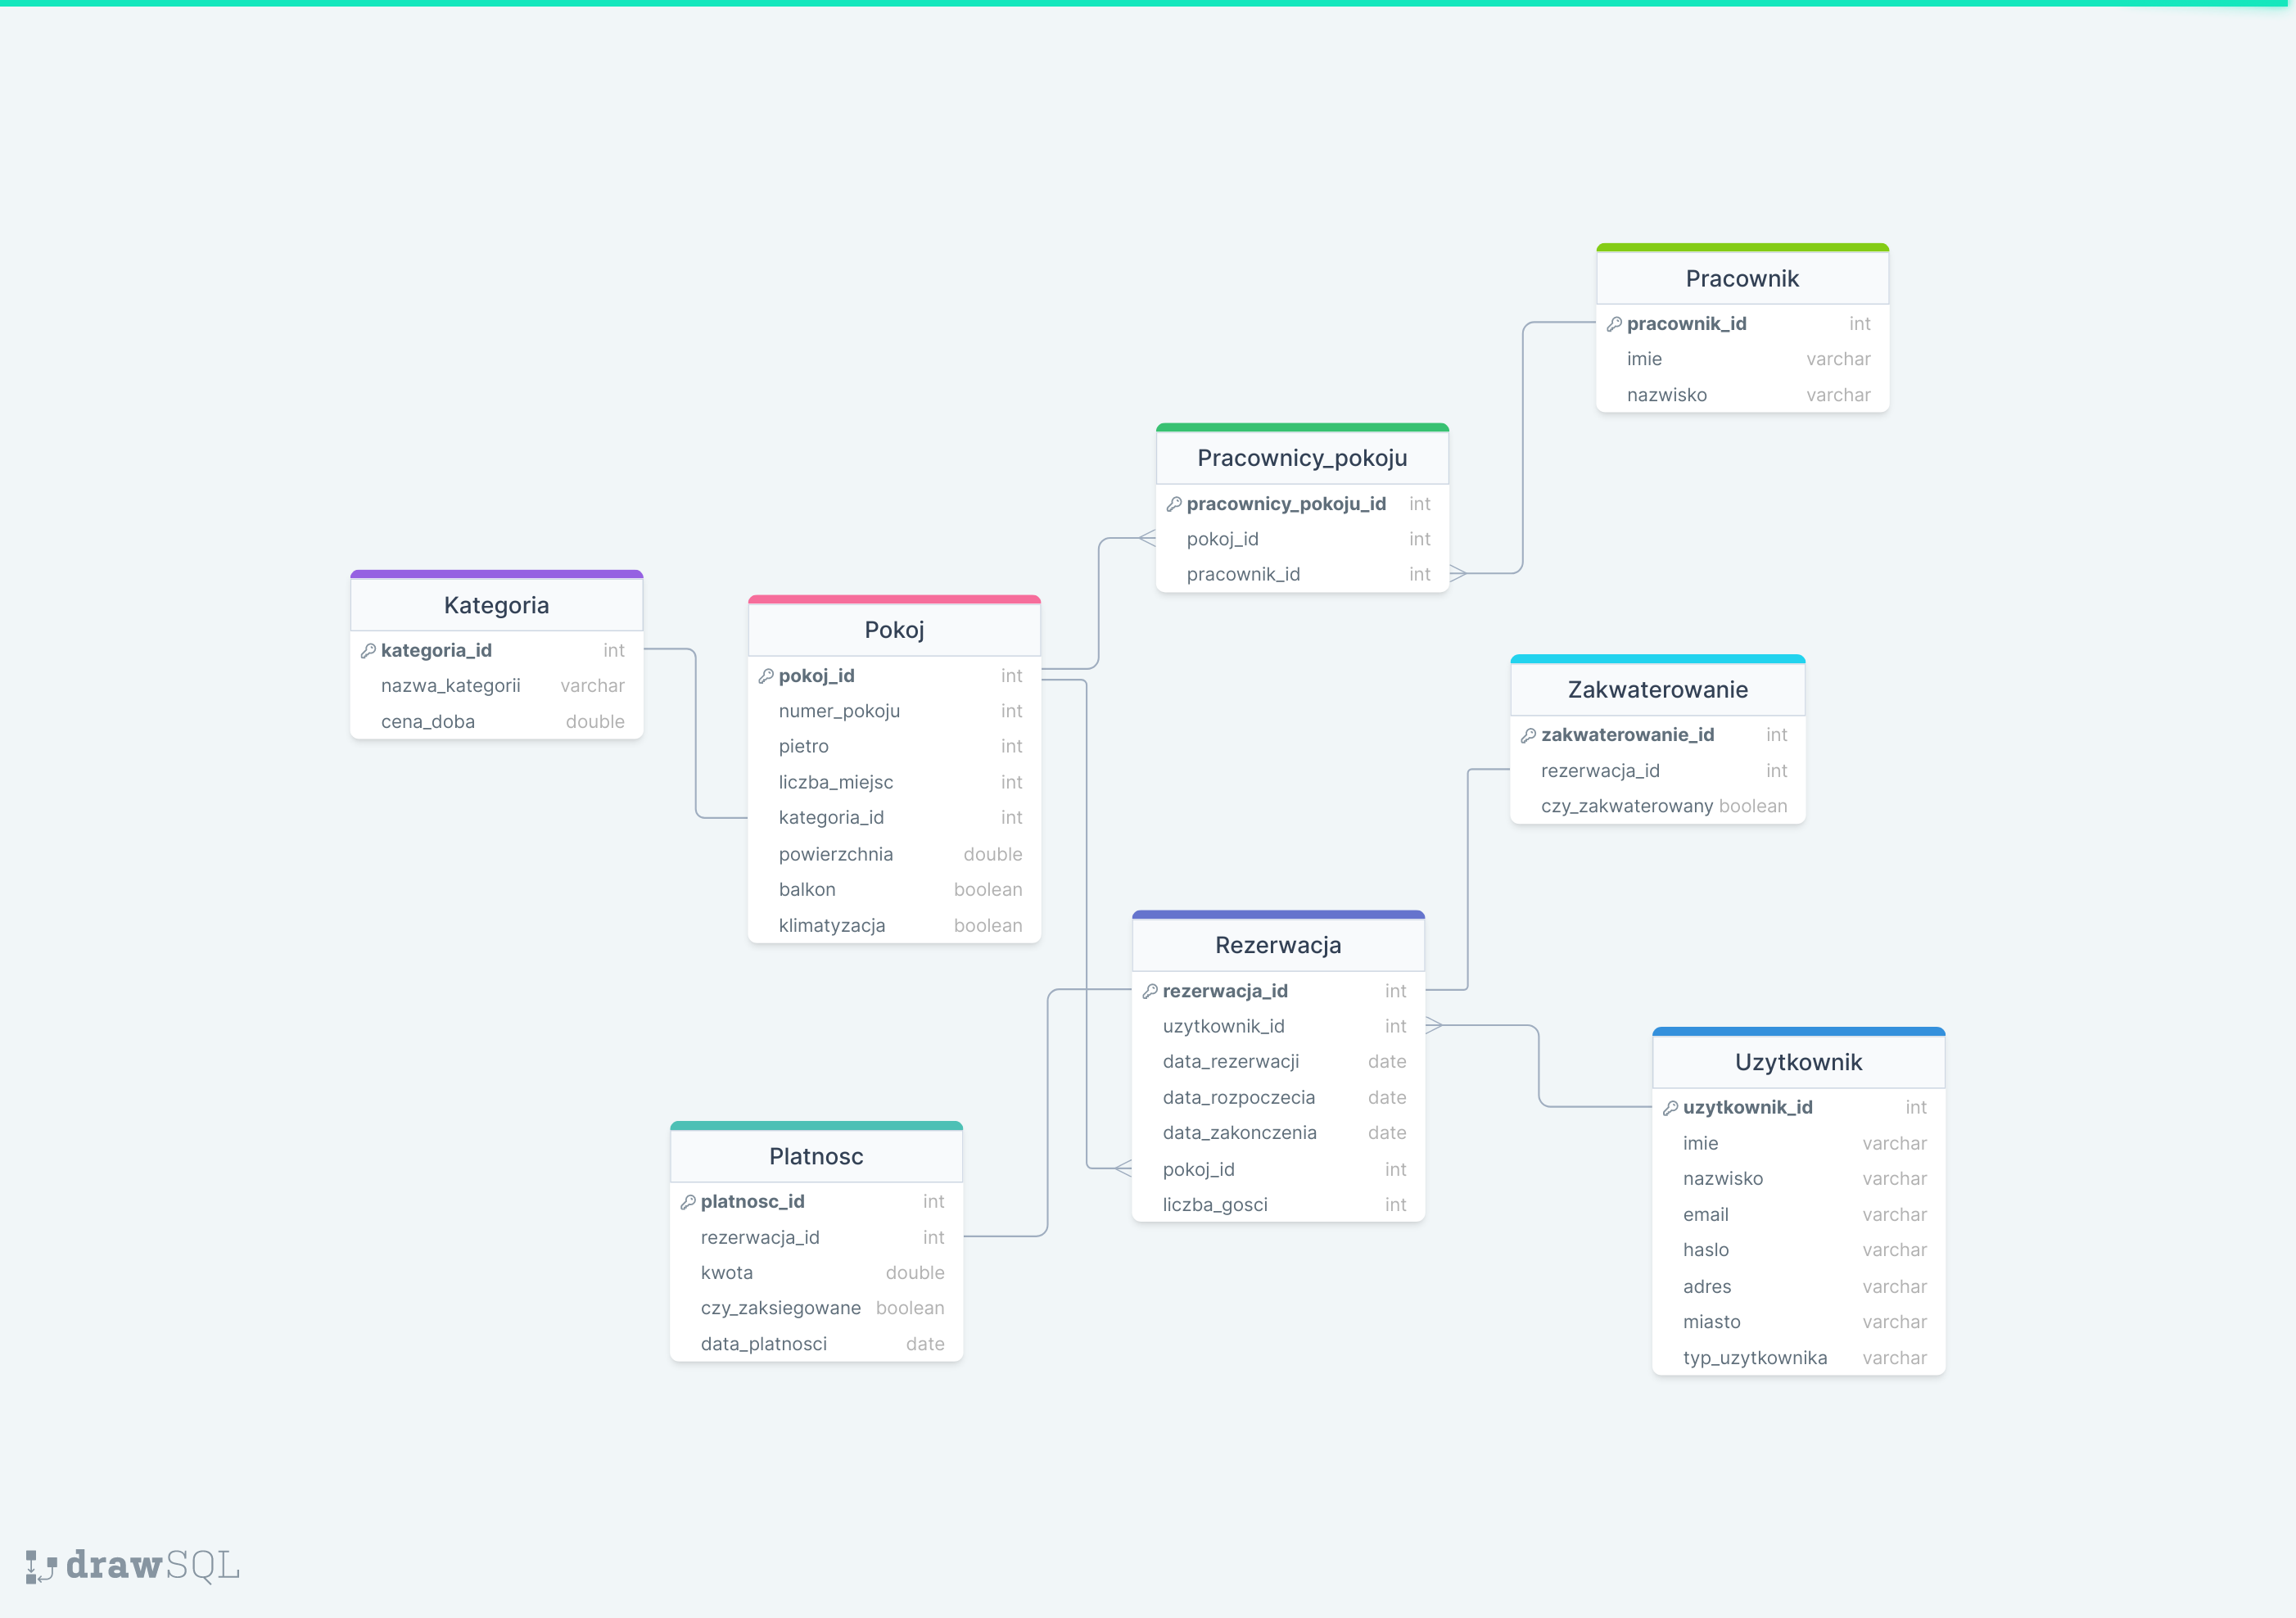 Pracownik
pracownik_id int
imie varchar
nazwisko varchar
Pracownicy_pokoju
pracownicy_pokoju_id int
pokoj_id int
pracownik_id int
Kategoria
kategoria_id int
nazwa_kategorii varchar
cena_doba double
Pokoj
pokoj_id int
numer_pokoju int
pietro int
liczba_miejsc int
kategoria_id int
powierzchnia double
balkon boolean
klimatyzacja boolean
Zakwaterowanie
zakwaterowanie_id int
rezerwacja_id int
czy_zakwaterowany boolean
Rezerwacja
rezerwacja_id int
uzytkownik_id int
data_rezerwacji date
data_rozpoczecia date
data_zakonczenia date
pokoj_id int
liczba_gosci int
Uzytkownik
uzytkownik_id int
imie varchar
nazwisko varchar
email varchar
haslo varchar
adres varchar
miasto varchar
typ_uzytkownika varchar
Platnosc
platnosc_id int
rezerwacja_id int
kwota double
czy_zaksiegowane boolean
data_platnosci date
drawSQL